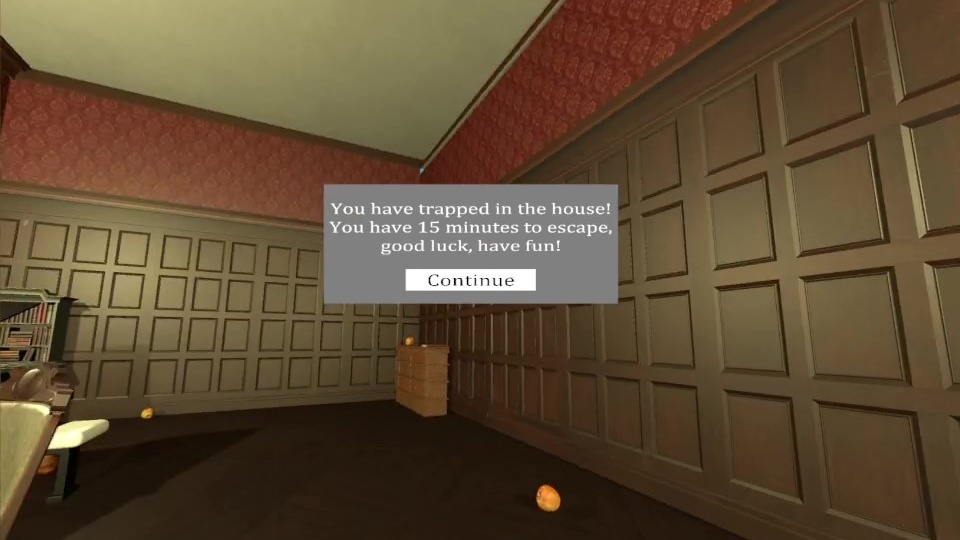 You have trapped in the house!
You have 15 minutes to escape,
good luck, have fun!
Continue